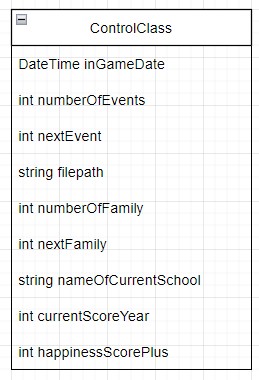 ControlClass
DateTime inGameDate
int numberOfEvents
int nextEvent
string filepath
int numberOfFamily
int nextFamily
string nameOfCurrentSchool
int currentScoreYear
int happinessScorePlus